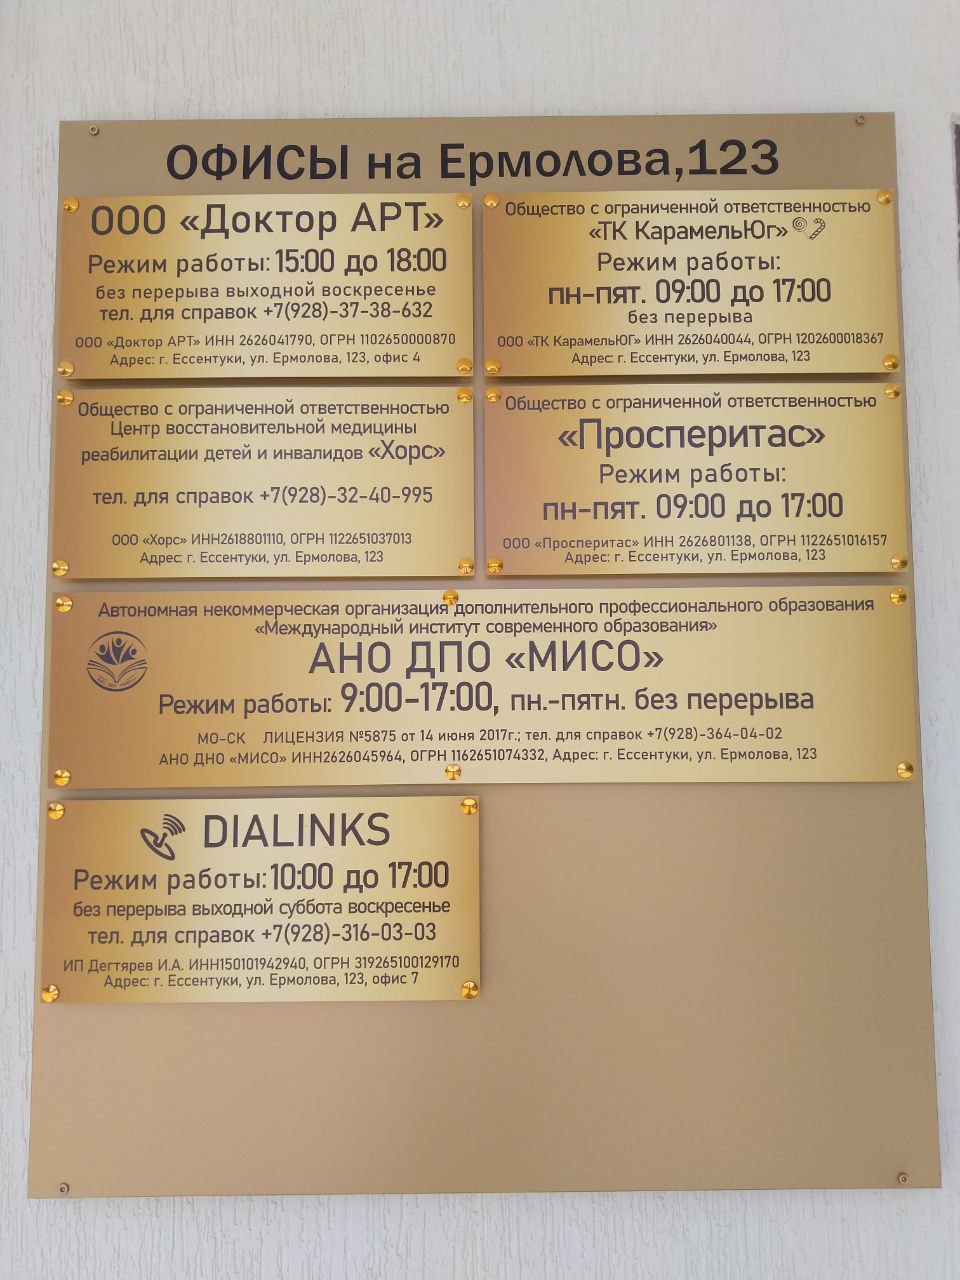 ОФИСЫ на Ермолова,123
ООО «Доктор АРТ»
Режим работы: 15:00 до 18:00
без перерыва выходной воскресенье
тел. для справок +7(928)-37-38-632
ООО «Доктор АРТ» ИНН 2626041790, ОГРН 1102650000870
Адрес: г. Ессентуки, ул. Ермолова, 123, офис 4
Общество с ограниченной ответственностью
«ТК КарамельЮг»
Режим работы:
пн-пят. 09:00 до 17:00
без перерыва
ООО «ТК КарамельЮГ» ИНН 2626040044, ОГРН 1202600018367
Адрес: г. Ессентуки, ул. Ермолова, 123
Общество с ограниченной ответственностью
Центр восстановительной медицины
реабилитации детей и инвалидов «Хорс»
тел. для справок +7(928)-32-40-995
ООО «Хорс» ИНН2618801110, ОГРН 1122651037013
Адрес: г. Ессентуки, ул. Ермолова, 123
Общество с ограниченной ответственностью
«Просперитас»
Режим работы:
пн-пят. 09:00 до 17:00
ООО «Просперитас» ИНН 2626801138, ОГРН 1122651016157
Адрес: г. Ессентуки, ул. Ермолова, 123
Автономная некоммерческая организация дополнительного профессионального образования
«Международный институт современного образования»
АНО ДПО «МИСО»
Режим работы: 9:00-17:00, пн.-пятн. без перерыва
МО-СК ЛИЦЕНЗИЯ №5875 от 14 июня 2017г.; тел. для справок +7(928)-364-04-02
АНО ДНО «МИСО» ИНН2626045964, ОГРН 1162651074332, Адрес: г. Ессентуки, ул. Ермолова, 123
DIALINKS
Режим работы: 10:00 до 17:00
без перерыва выходной суббота воскресенье
тел. для справок +7(928)-316-03-03
ИП Дегтярев И.А. ИНН150101942940, ОГРН 319265100129170
Адрес: г. Ессентуки, ул. Ермолова, 123, офис 7